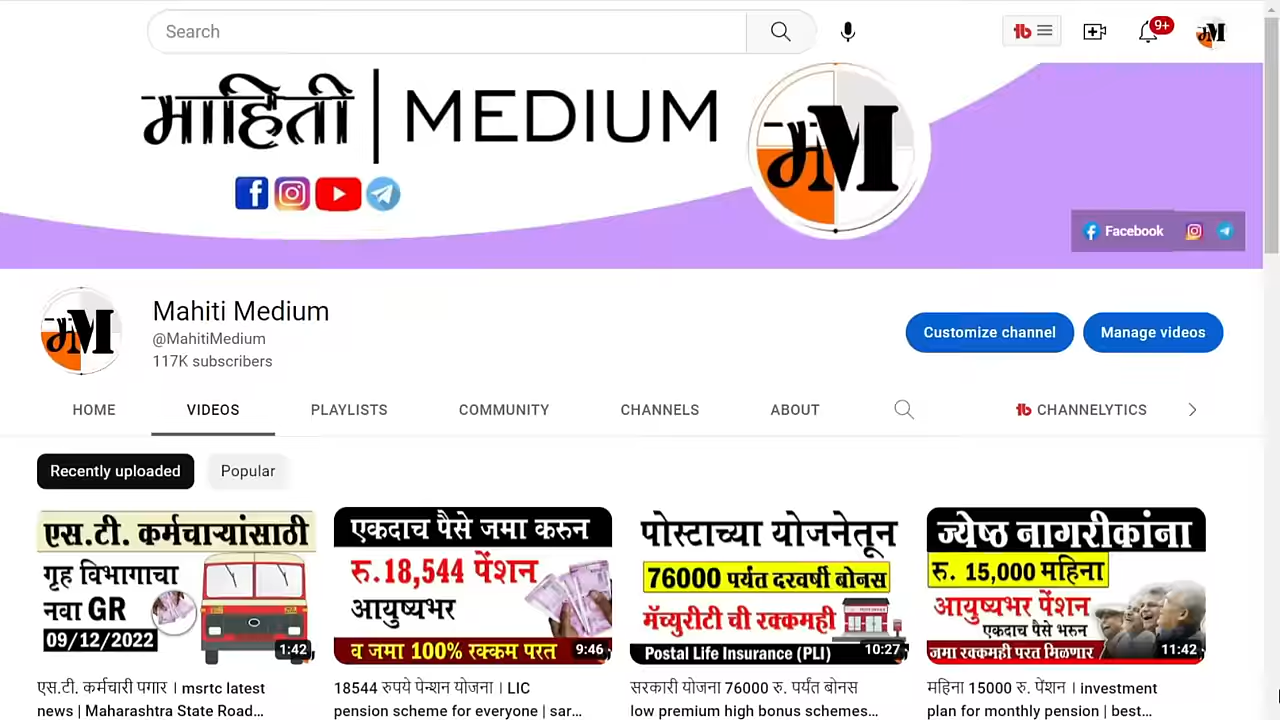 Search
9+
माहिती | MEDIUM
मM
Facebook
मM
Mahiti Medium
@MahitiMedium
117K subscribers
Customize channel
Manage videos
HOME
VIDEOS
PLAYLISTS
COMMUNITY
CHANNELS
ABOUT
CHANNELYTICS
Recently uploaded
Popular
एस.टी. कर्मचाऱ्यांसाठी
गृह विभागाचा
नवा GR
09/12/2022
1:42
एस.टी. कर्मचारी पगार । msrtc latest
news | Maharashtra State Road...
एकदाच पैसे जमा करुन
रु.18,544 पेंशन
आयुष्यभर
व जमा 100% रक्कम परत
9:46
18544 रुपये पेन्शन योजना । LIC
pension scheme for everyone | sar...
पोस्टाच्या योजनेतून
76000 पर्यंत दरवर्षी बोनस
मॅच्युरीटी ची रक्कमही
Postal Life Insurance (PLI)
10:27
सरकारी योजना 76000 रु. पर्यंत बोनस
low premium high bonus schemes...
ज्येष्ठ नागरीकांना
रु. 15,000 महिना
आयुष्यभर पेंशन
एकदाच पैसे भरून
जमा रक्कमही परत मिळणार
11:42
महिना 15000 रु. पेंशन । investment
plan for monthly pension | best...